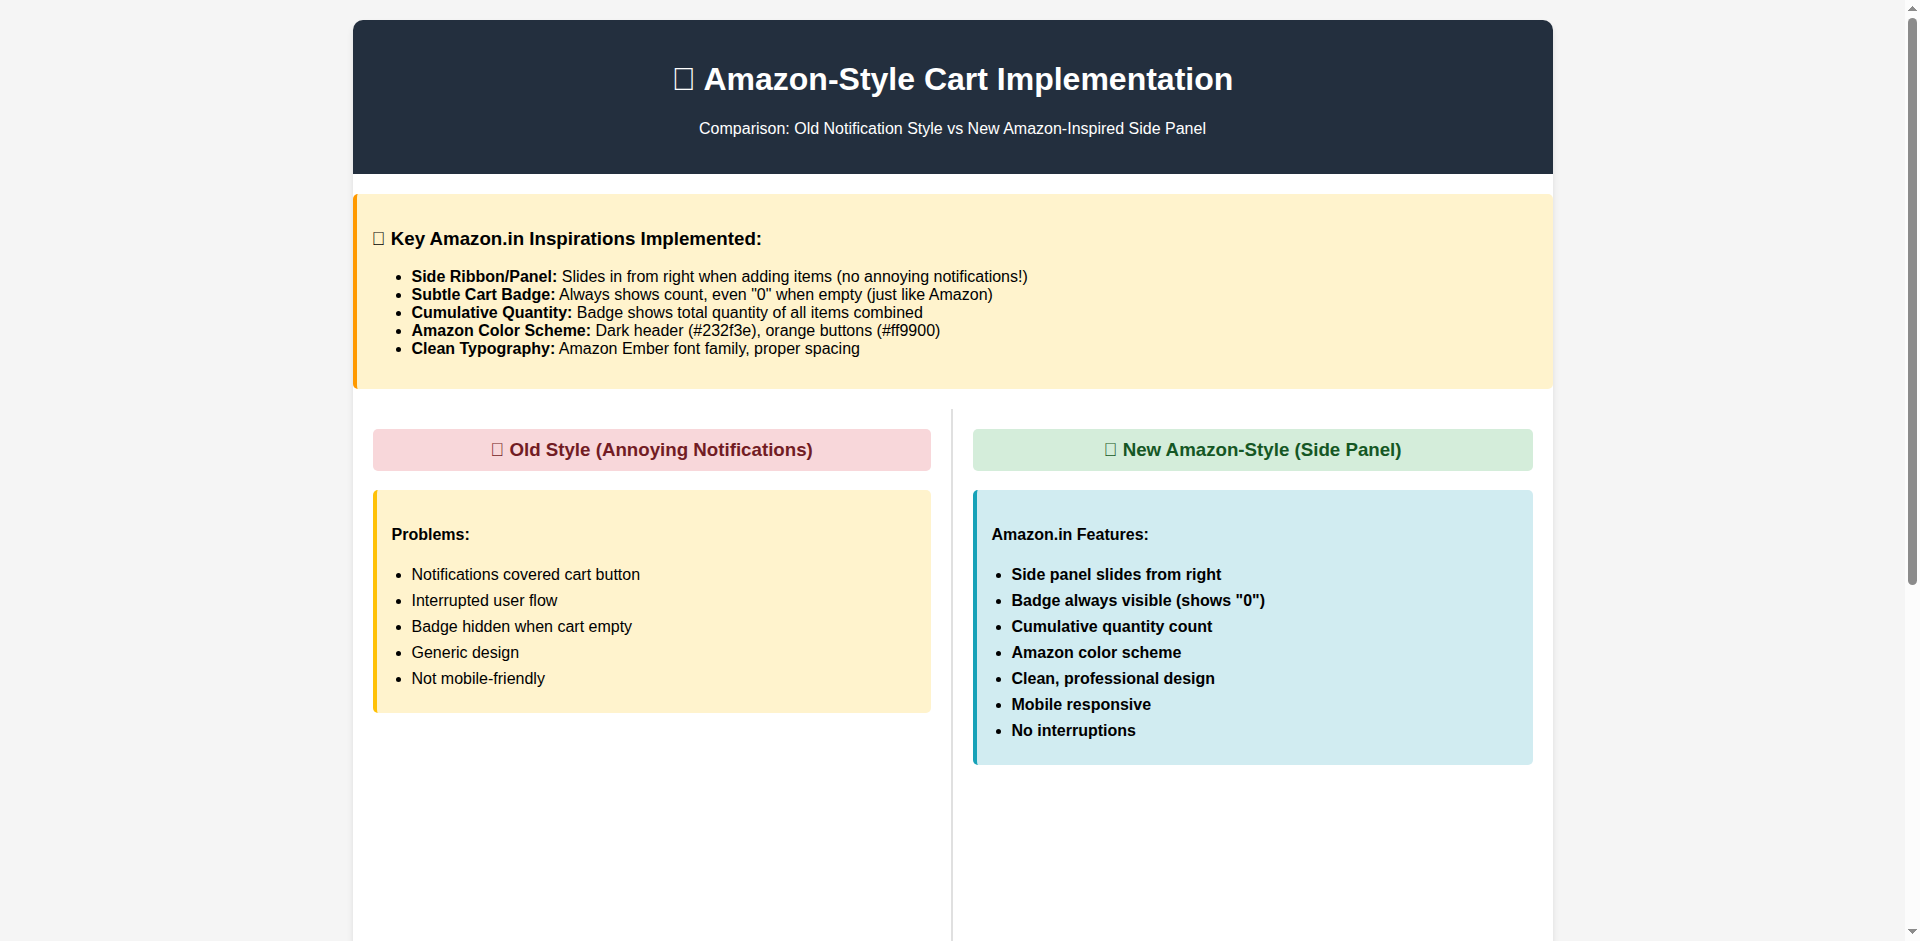 Amazon-Style Cart Implementation
Comparison: Old Notification Style vs New Amazon-Inspired Side Panel
Key Amazon.in Inspirations Implemented:
Side Ribbon/Panel: Slides in from right when adding items (no annoying notifications!)
Subtle Cart Badge: Always shows count, even "0" when empty (just like Amazon)
Cumulative Quantity: Badge shows total quantity of all items combined
Amazon Color Scheme: Dark header (#232f3e), orange buttons (#ff9900)
Clean Typography: Amazon Ember font family, proper spacing
Old Style (Annoying Notifications)
Problems:
Notifications covered cart button
Interrupted user flow
Badge hidden when cart empty
Generic design
Not mobile-friendly
New Amazon-Style (Side Panel)
Amazon.in Features:
Side panel slides from right
Badge always visible (shows "0")
Cumulative quantity count
Amazon color scheme
Clean, professional design
Mobile responsive
No interruptions